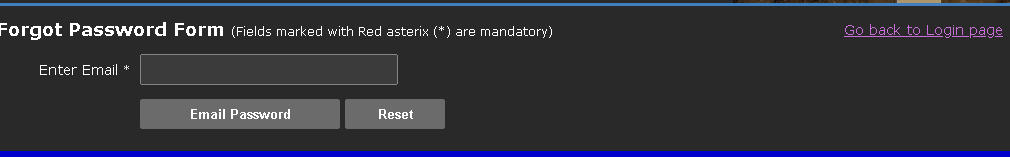 Forgot Password Form (Fields marked with Red asterix (*) are mandatory)
Go back to Login page
Enter Email *
Email Password
Reset